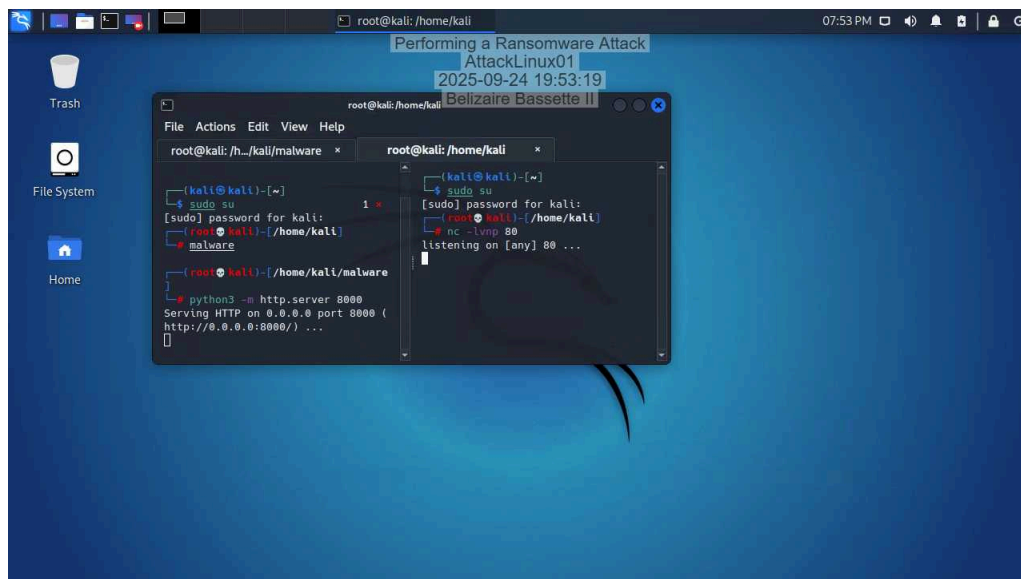 root@kali: /home/kali
07:53 PM
Performing a Ransomware Attack
AttackLinux01
2025-09-24 19:53:19
Belizaire Bassette II
Trash
File System
Home
root@kali: /home/kali
File Actions Edit View Help
root@kali: /h.../kali/malware ×
root@kali: /home/kali ×
┌──(kali㉿kali)-[~]
└─$ sudo su 1 ⨯
[sudo] password for kali:
┌──(root💀kali)-[/home/kali]
└─# malware
┌──(root💀kali)-[/home/kali/malware
]
└─# python3 -m http.server 8000
Serving HTTP on 0.0.0.0 port 8000 (
http://0.0.0.0:8000/) ...
┌──(kali㉿kali)-[~]
└─$ sudo su
[sudo] password for kali:
┌──(root💀kali)-[/home/kali]
└─# nc -lvnp 80
listening on [any] 80 ...